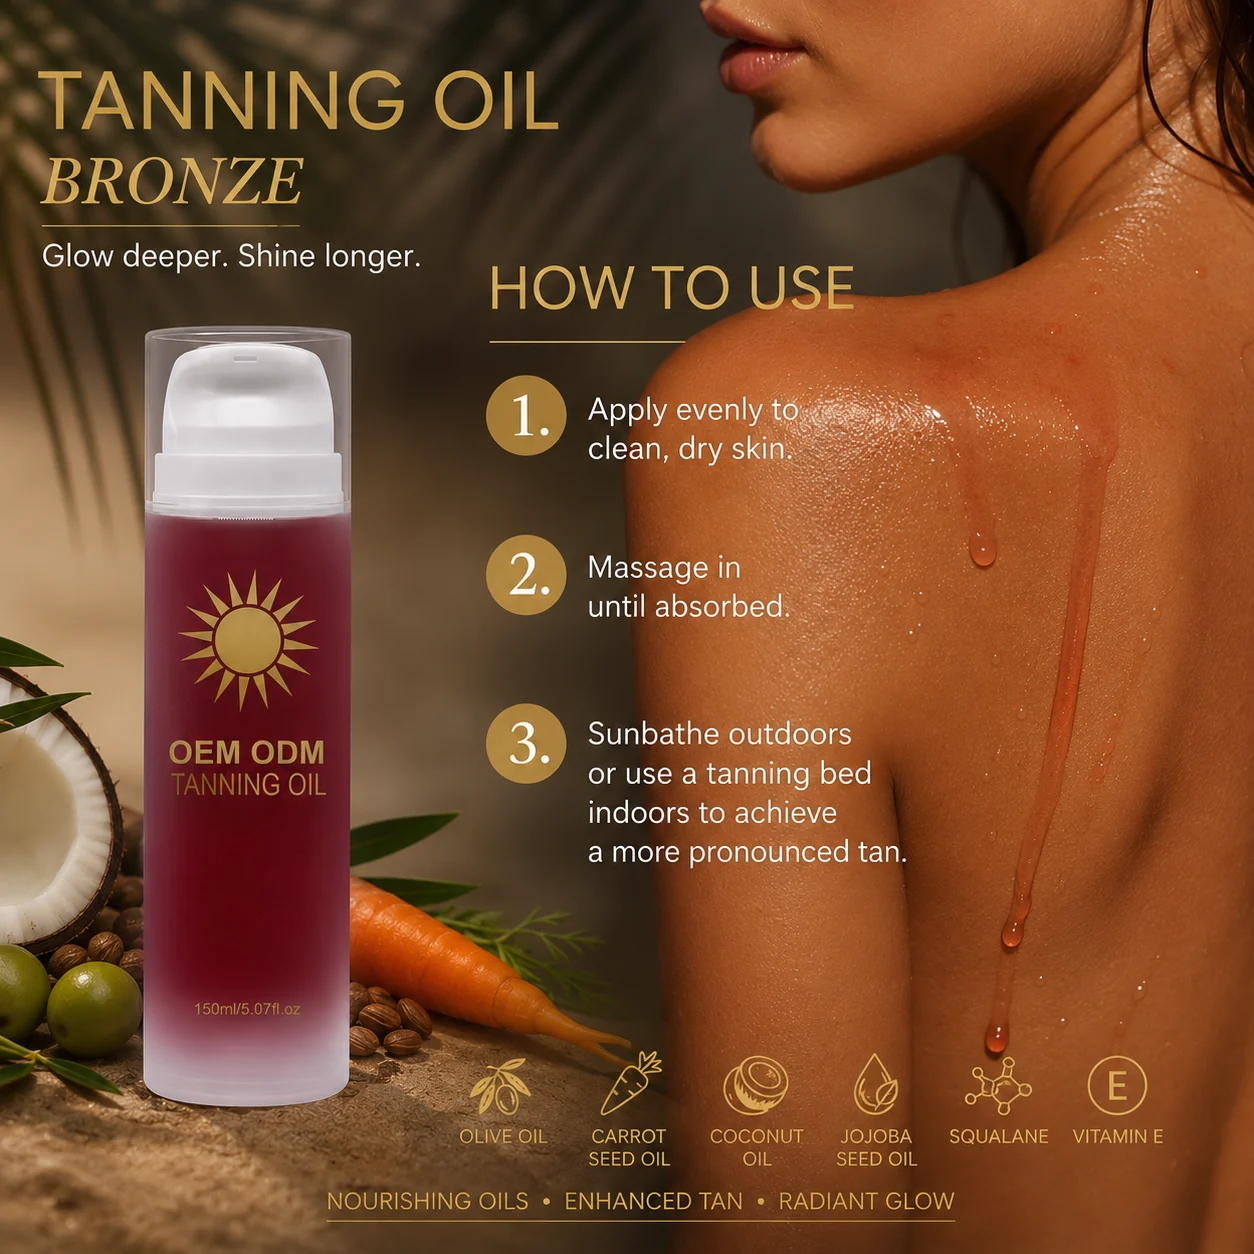 TANNING OIL
BRONZE
Glow deeper. Shine longer.
HOW TO USE
1.
Apply evenly to
clean, dry skin.
2.
Massage in
until absorbed.
3.
Sunbathe outdoors
or use a tanning bed
indoors to achieve
a more pronounced tan.
OEM ODM
TANNING OIL
150ml/5.07fl.oz
OLIVE OIL
CARROT
SEED OIL
COCONUT
OIL
JOJOBA
SEED OIL
SQUALANE
E
VITAMIN E
NOURISHING OILS • ENHANCED TAN • RADIANT GLOW